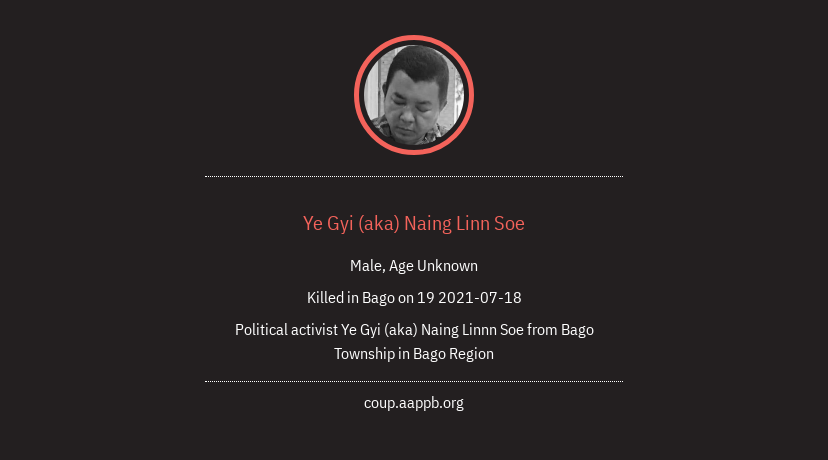 Ye Gyi (aka) Naing Linn Soe
Male, Age Unknown
Killed in Bago on 19 2021-07-18
Political activist Ye Gyi (aka) Naing Linnn Soe from Bago
Township in Bago Region
coup.aappb.org